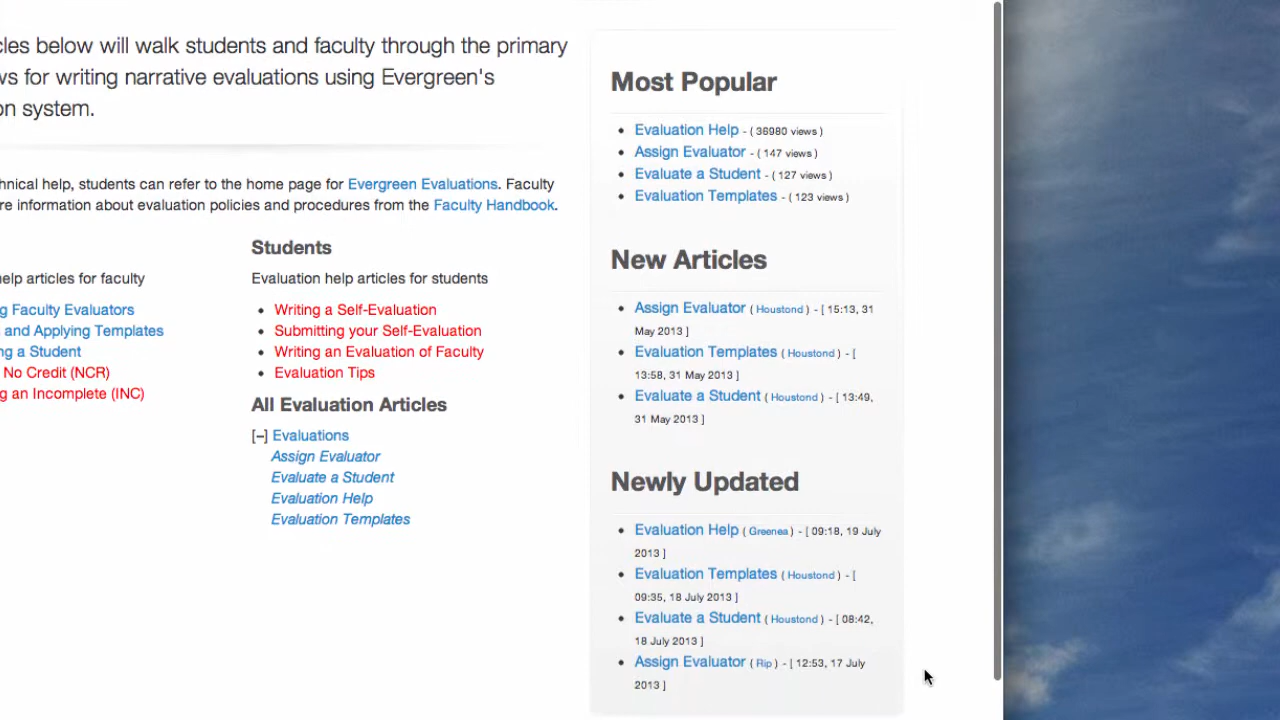 cles below will walk students and faculty through the primary
ws for writing narrative evaluations using Evergreen's
on system.
hnical help, students can refer to the home page for Evergreen Evaluations. Faculty
re information about evaluation policies and procedures from the Faculty Handbook.
help articles for faculty
g Faculty Evaluators
and Applying Templates
ng a Student
No Credit (NCR)
g an Incomplete (INC)
Students
Evaluation help articles for students
Writing a Self-Evaluation
Submitting your Self-Evaluation
Writing an Evaluation of Faculty
Evaluation Tips
All Evaluation Articles
[–] Evaluations
Assign Evaluator
Evaluate a Student
Evaluation Help
Evaluation Templates
Most Popular
Evaluation Help - ( 36980 views )
Assign Evaluator - ( 147 views )
Evaluate a Student - ( 127 views )
Evaluation Templates - ( 123 views )
New Articles
Assign Evaluator ( Houstond ) - [ 15:13, 31
May 2013 ]
Evaluation Templates ( Houstond ) - [
13:58, 31 May 2013 ]
Evaluate a Student ( Houstond ) - [ 13:49,
31 May 2013 ]
Newly Updated
Evaluation Help ( Greenea ) - [ 09:18, 19 July
2013 ]
Evaluation Templates ( Houstond ) - [
09:35, 18 July 2013 ]
Evaluate a Student ( Houstond ) - [ 08:42,
18 July 2013 ]
Assign Evaluator ( Rip ) - [ 12:53, 17 July
2013 ]